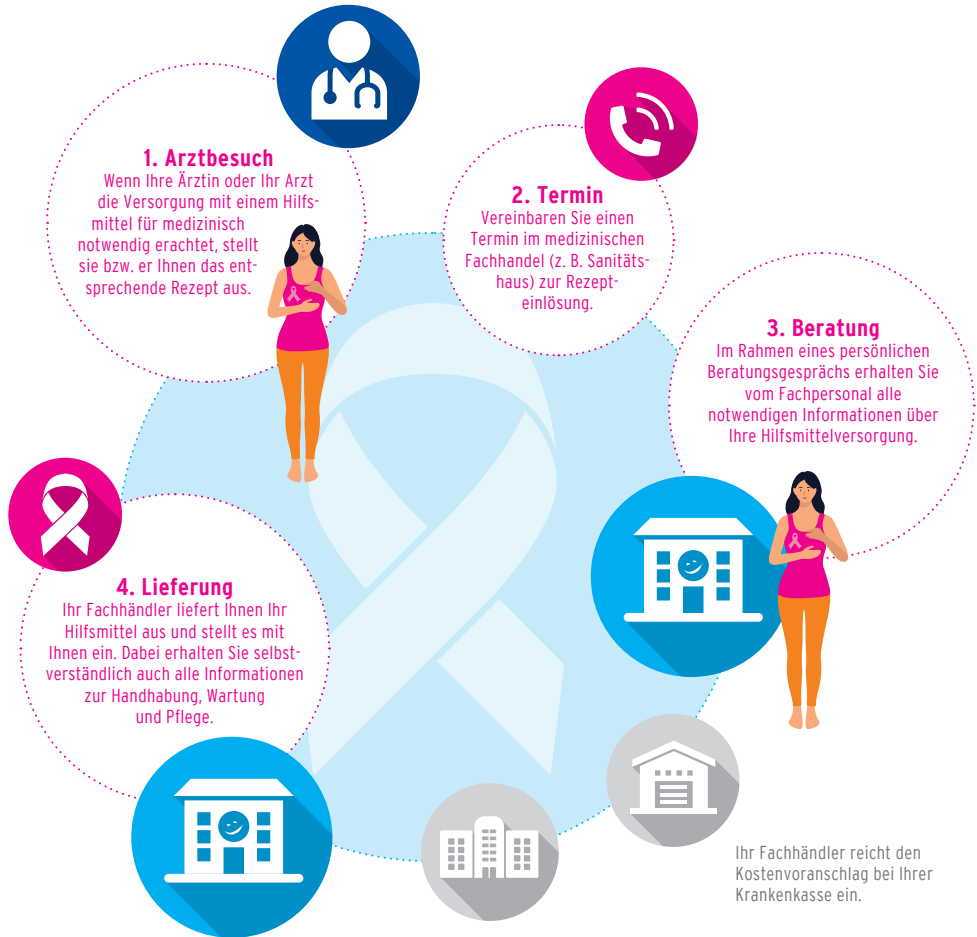 1. Arztbesuch
Wenn Ihre Ärztin oder Ihr Arzt
die Versorgung mit einem Hilfs-
mittel für medizinisch
notwendig erachtet, stellt
sie bzw. er Ihnen das ent-
sprechende Rezept aus.
2. Termin
Vereinbaren Sie einen
Termin im medizinischen
Fachhandel (z. B. Sanitäts-
haus) zur Rezept-
einlösung.
3. Beratung
Im Rahmen eines persönlichen
Beratungsgesprächs erhalten Sie
vom Fachpersonal alle
notwendigen Informationen über
Ihre Hilfsmittelversorgung.
4. Lieferung
Ihr Fachhändler liefert Ihnen Ihr
Hilfsmittel aus und stellt es mit
Ihnen ein. Dabei erhalten Sie selbst-
verständlich auch alle Informationen
zur Handhabung, Wartung
und Pflege.
Ihr Fachhändler reicht den
Kostenvoranschlag bei Ihrer
Krankenkasse ein.